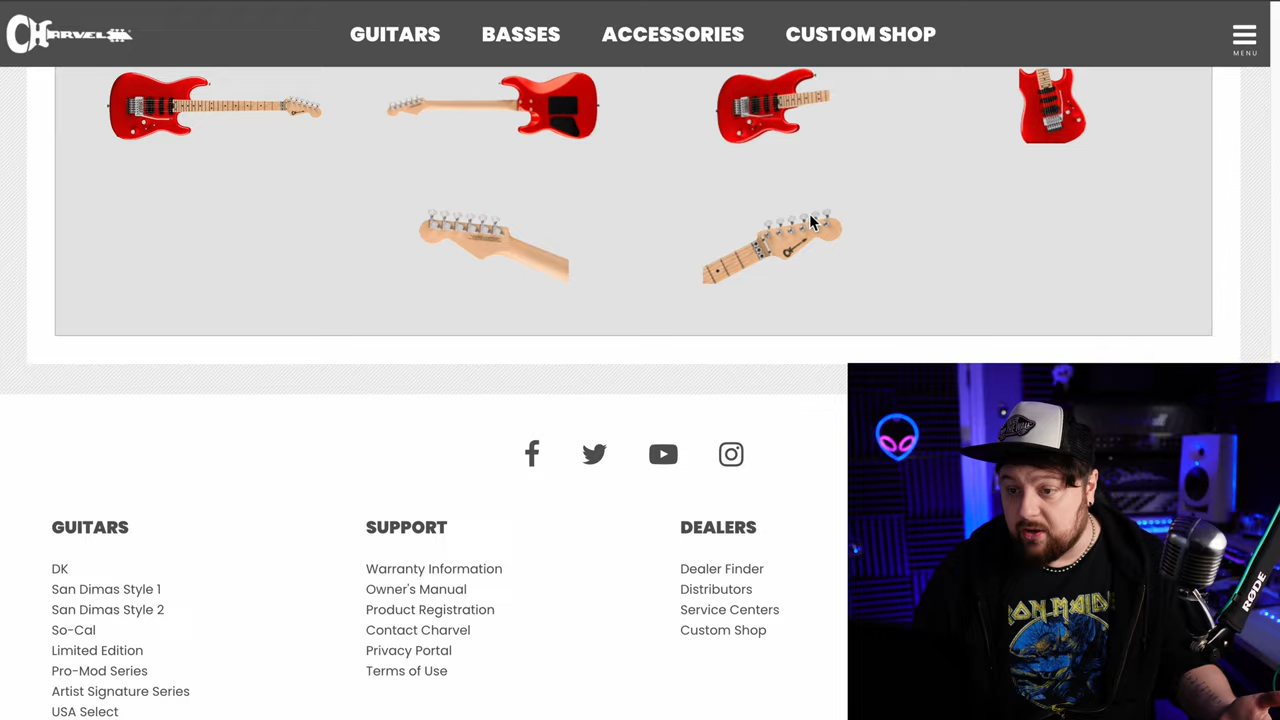 CHARVEL
GUITARS BASSES ACCESSORIES CUSTOM SHOP
MENU
GUITARS
DK
San Dimas Style 1
San Dimas Style 2
So-Cal
Limited Edition
Pro-Mod Series
Artist Signature Series
USA Select
SUPPORT
Warranty Information
Owner's Manual
Product Registration
Contact Charvel
Privacy Portal
Terms of Use
DEALERS
Dealer Finder
Distributors
Service Centers
Custom Shop
IRON MAIDEN
RØDE